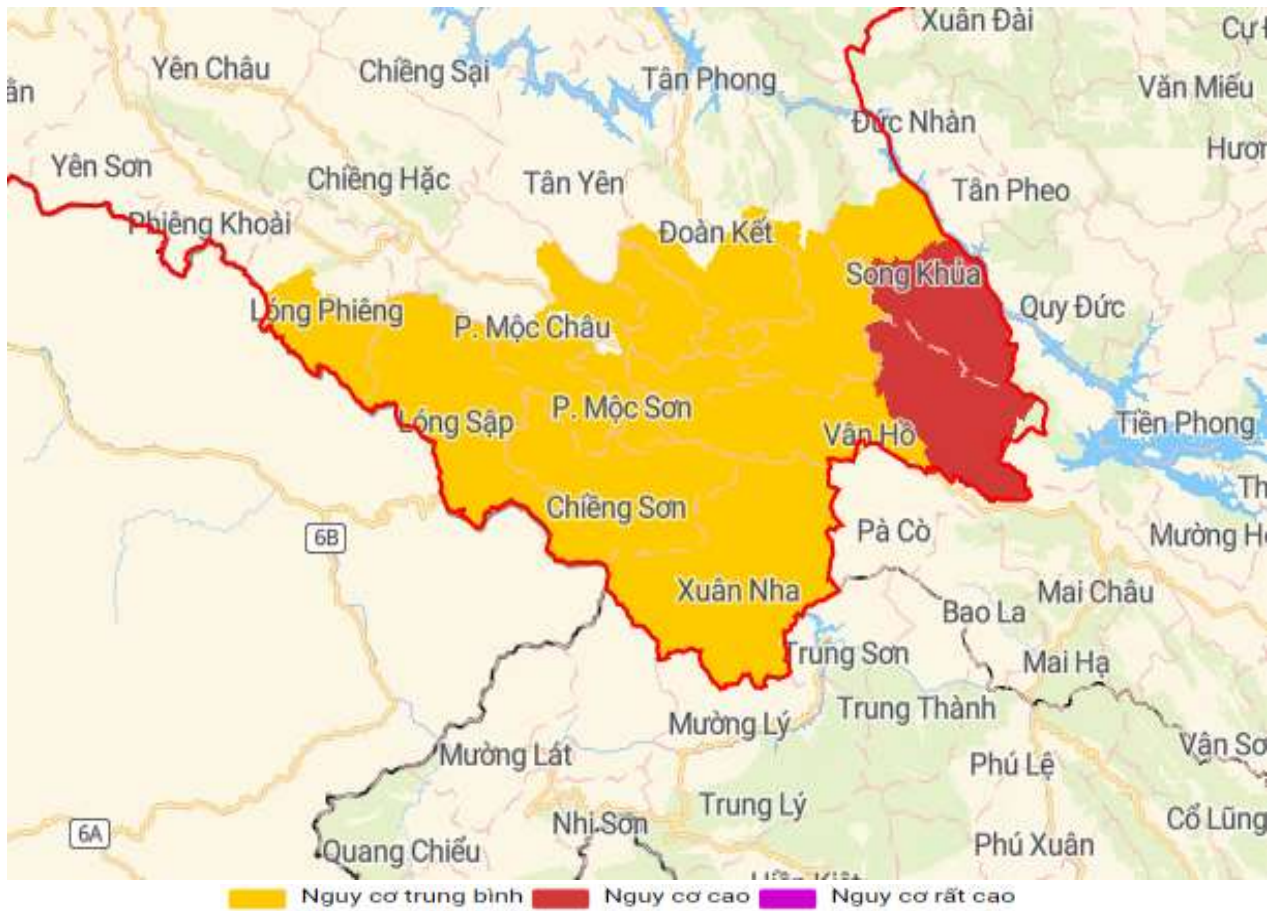 Xuân Đài
Cự
Yên Châu
Chiềng Sại
Tân Phong
Văn Miếu
ằn
Đức Nhàn
Hươn
Yên Sơn
Chiềng Hặc
Tân Yên
Tân Pheo
Phiêng Khoài
Đoàn Kết
Song Khủa
Lóng Phiêng
P. Mộc Châu
Quy Đức
Lóng Sập
P. Mộc Sơn
Vân Hồ
Tiền Phong
Th
Chiềng Sơn
6B
Pà Cò
Mường H
Xuân Nha
Bao La
Mai Châu
Trung Sơn
Mai Hạ
Mường Lý
Trung Thành
Mường Lát
Vận Sơ
Phú Lệ
Trung Lý
6A
Nhi Sơn
Cổ Lũng
Quang Chiểu
Phú Xuân
Nguy cơ trung bình
Nguy cơ cao
Nguy cơ rất cao